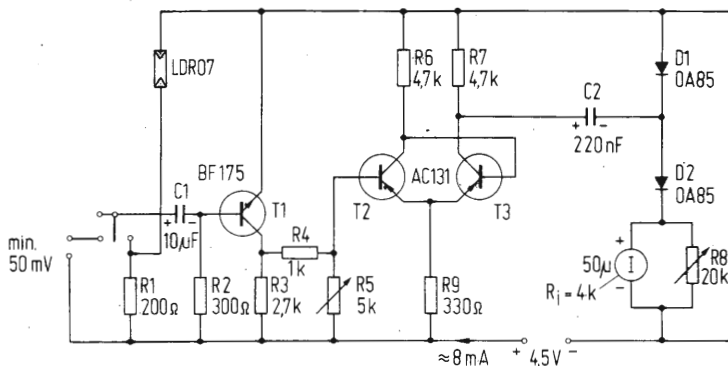 LDR07
R6
4,7k
R7
4,7k
D1
OA85
C2
+ -
220nF
BF175
C1
+ -
10µF
T1
AC131
T2
T3
D2
OA85
min.
50mV
R4
1k
R1
200Ω
R2
300Ω
R3
2,7k
R5
5k
R9
330Ω
+
50µ
I
-
Ri=4k
R8
20k
≈8mA
+ 4,5V -